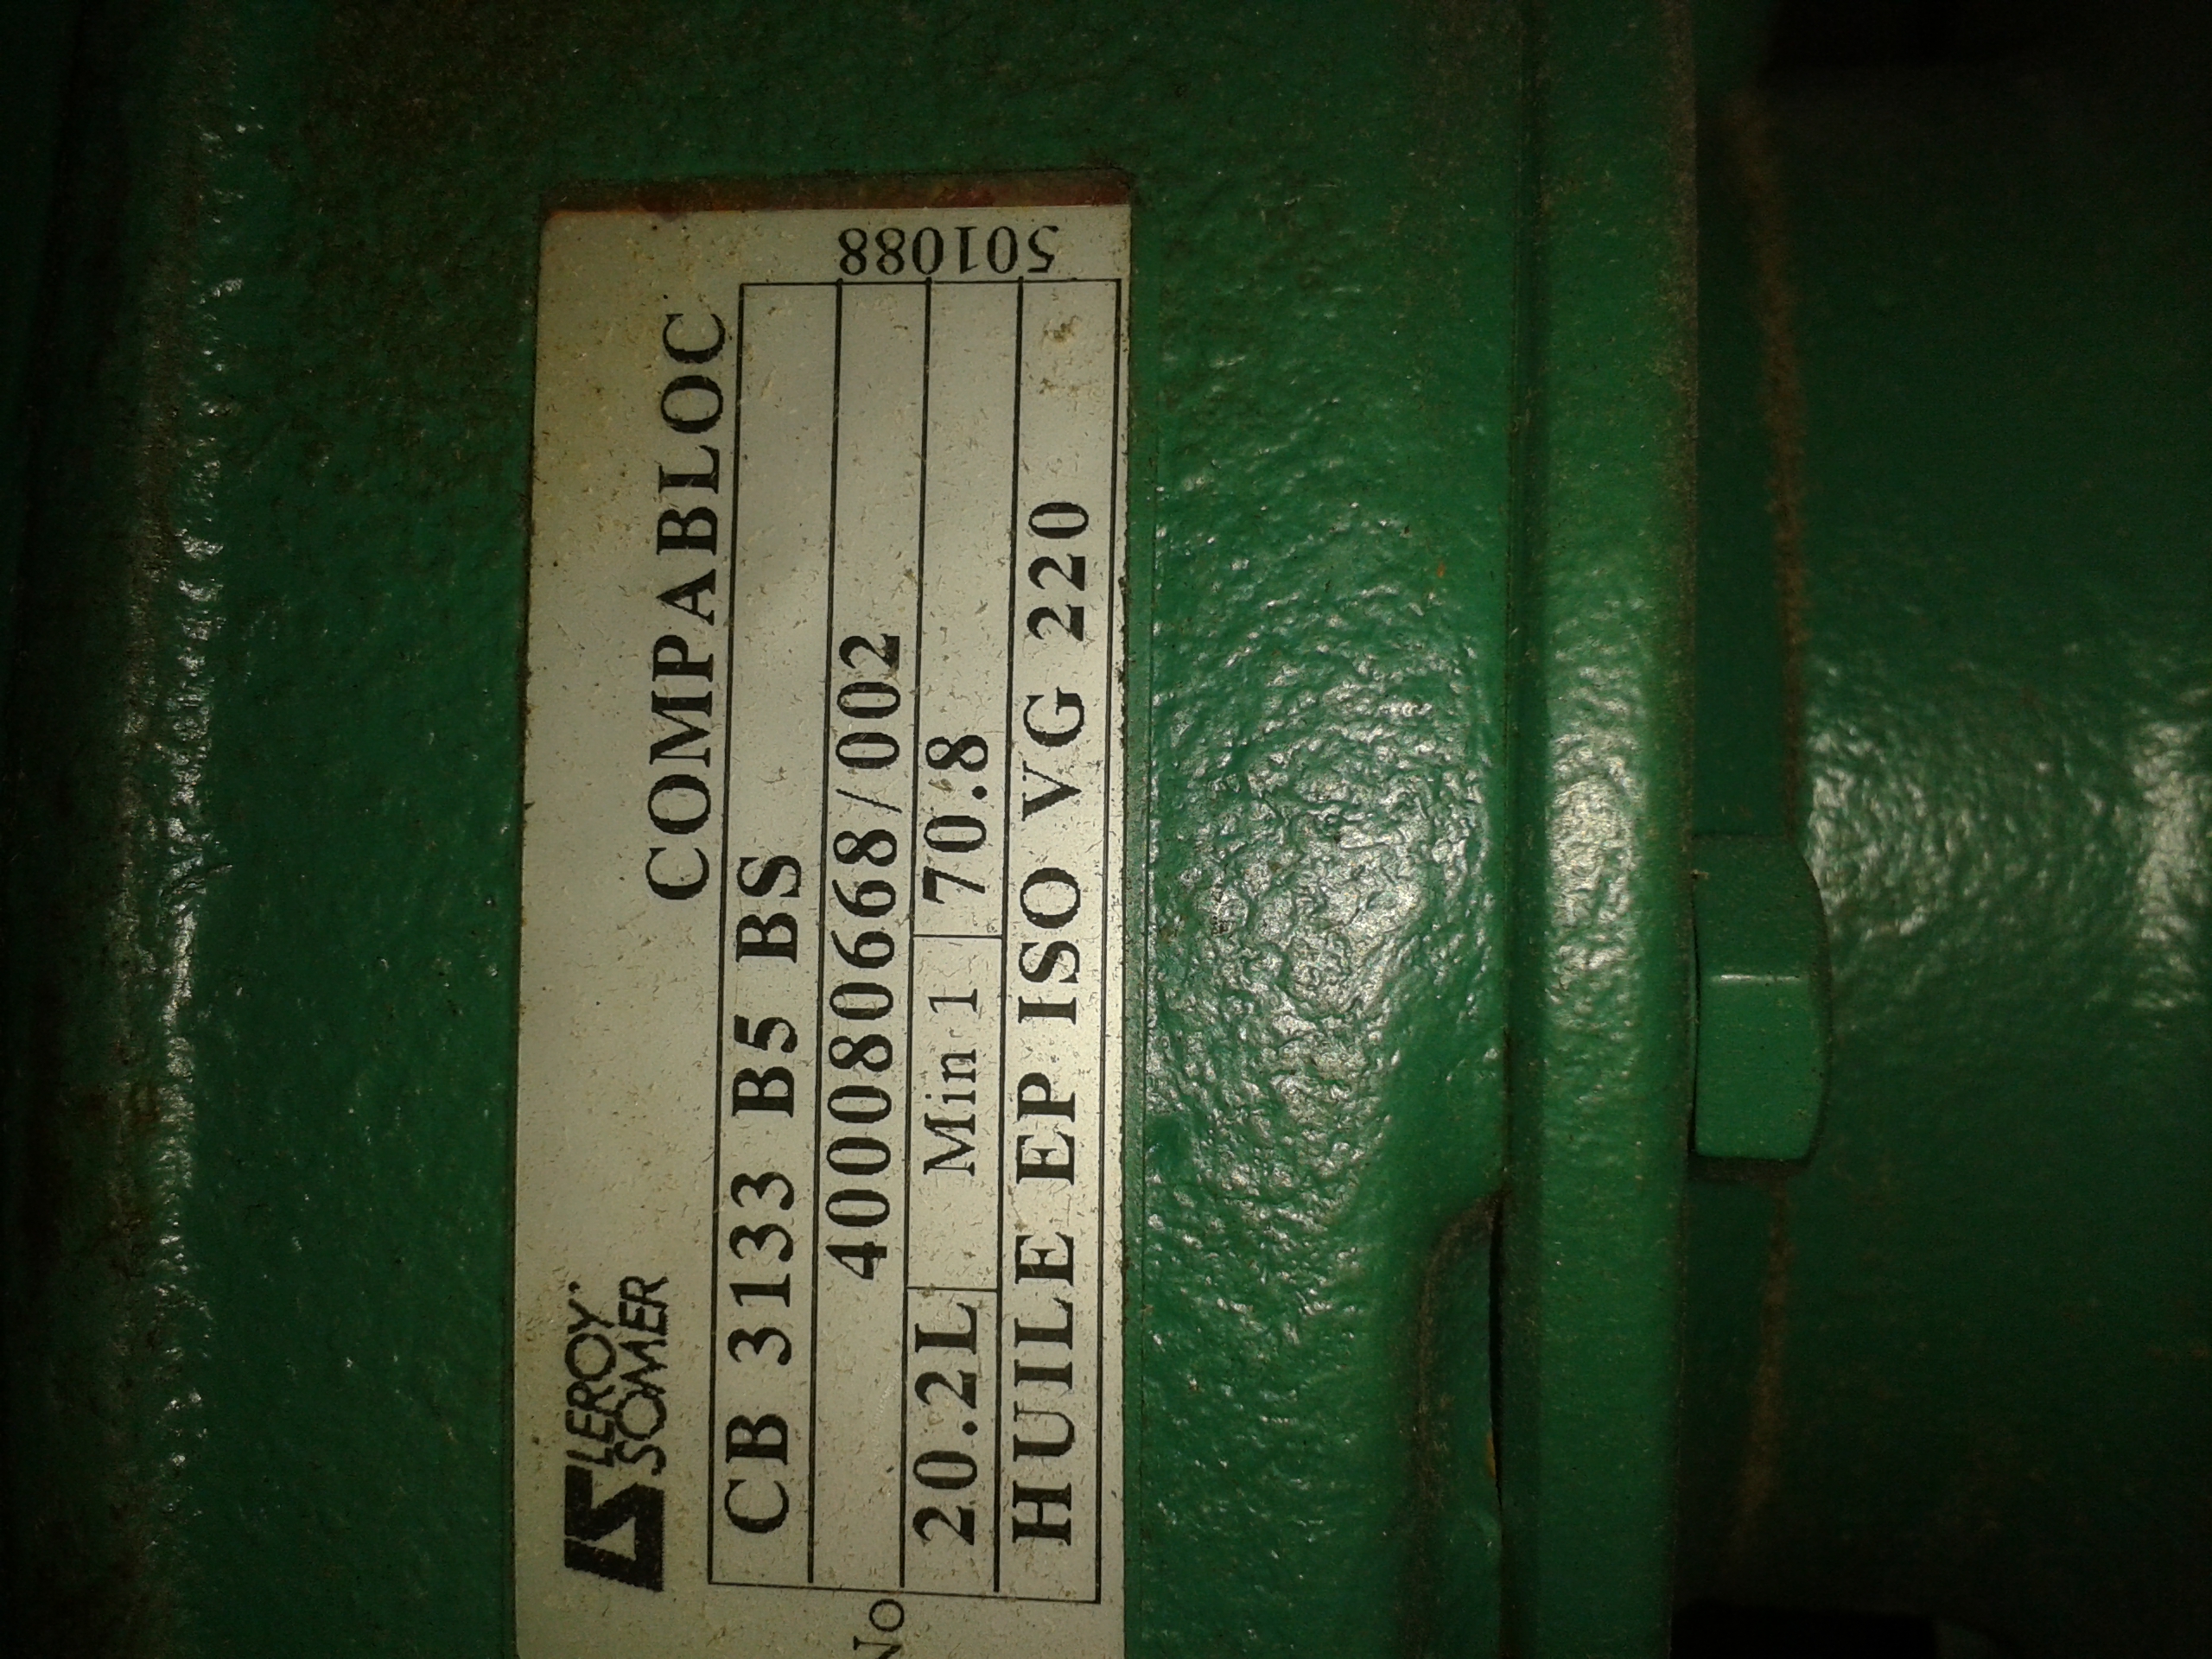 LEROY
SOMER
COMPABLOC
CB 3133 B5 BS
No 400080668/002
20.2L Min 1 70.8
HUILE EP ISO VG 220
501088